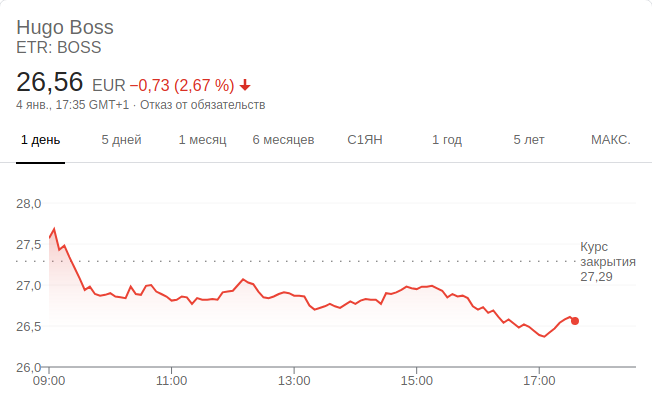 Hugo Boss
ETR: BOSS
26,56 EUR −0,73 (2,67 %)
4 янв., 17:35 GMT+1 · Отказ от обязательств
1 день 5 дней 1 месяц 6 месяцев С1ЯН 1 год 5 лет МАКС.
28,0
27,5
27,0
26,5
26,0
Курс
закрытия
27,29
09:00 11:00 13:00 15:00 17:00